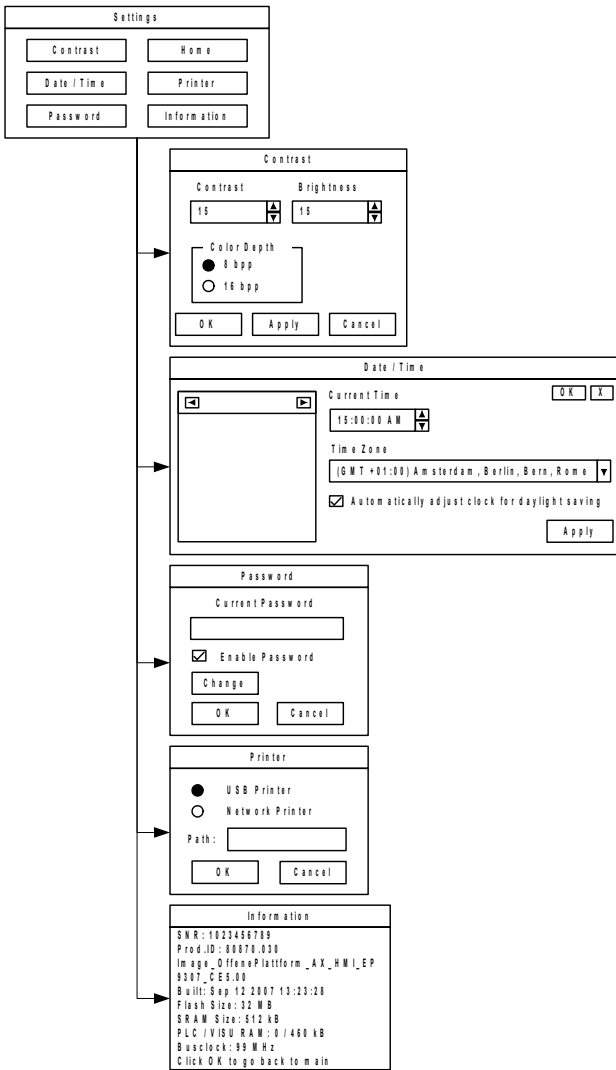 Settings
Contrast
Home
Date / Time
Printer
Password
Information
Contrast
Contrast
Brightness
15
15
Color Depth
8 bpp
16 bpp
OK
Apply
Cancel
Date / Time
Current Time
OK
X
15:00:00 AM
Time Zone
(GMT +01:00) Amsterdam, Berlin, Bern, Rome
Automatically adjust clock for daylight saving
Apply
Password
Current Password
Enable Password
Change
OK
Cancel
Printer
USB Printer
Network Printer
Path:
OK
Cancel
Information
SNR: 1023456789
Prod.ID: 80870.030
Image_OffenePlattform_AX_HMI_EP
9307_CE5.00
Built: Sep 12 2007 13:23:28
Flash Size: 32 MB
SRAM Size: 512 kB
PLC / VISU RAM: 0 / 460 kB
Busclock: 99 MHz
Click OK to go back to main